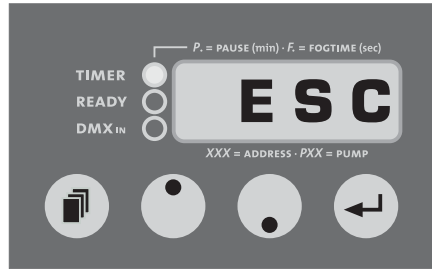 P. = PAUSE (min) · F. = FOGTIME (sec)
TIMER
READY
DMX IN
ESC
XXX = ADDRESS · PXX = PUMP